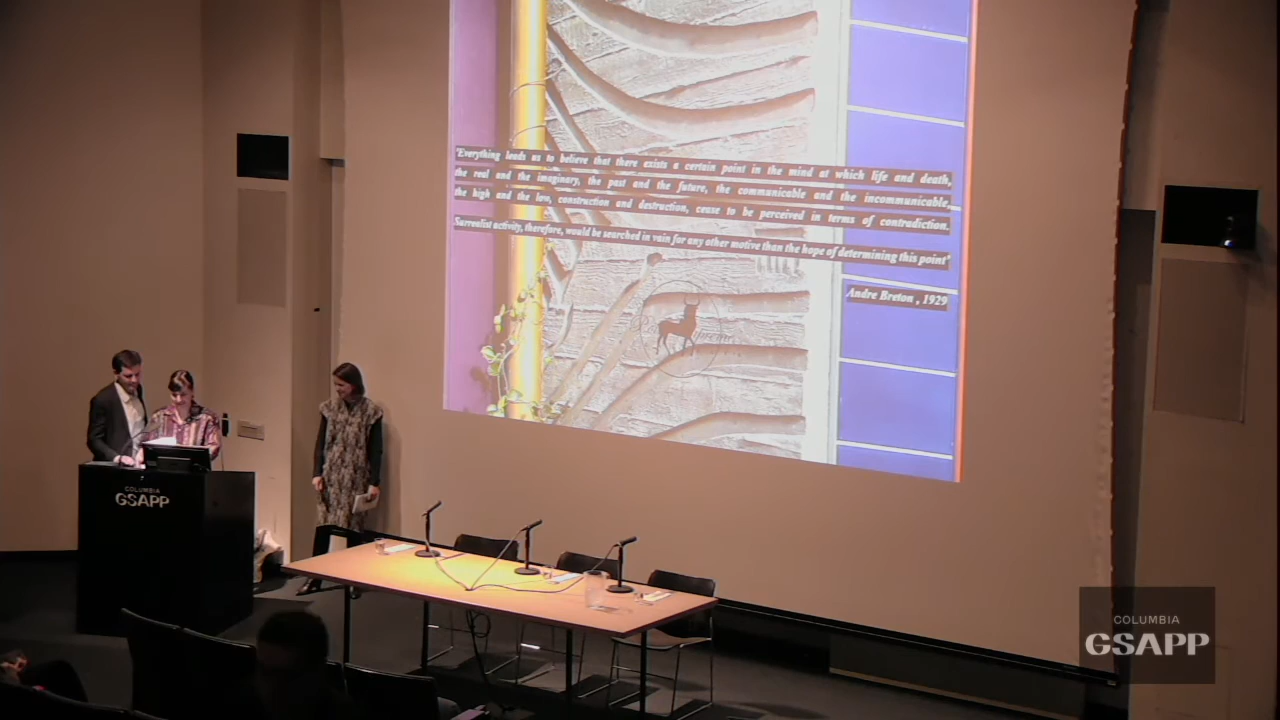 "Everything leads us to believe that there exists a certain point in the mind at which life and death,
the real and the imaginary, the past and the future, the communicable and the incommunicable,
the high and the low, construction and destruction, cease to be perceived in terms of contradiction.
Surrealist activity, therefore, would be searched in vain for any other motive than the hope of determining this point"
Andre Breton , 1929
COLUMBIA
GSAPP
COLUMBIA
GSAPP